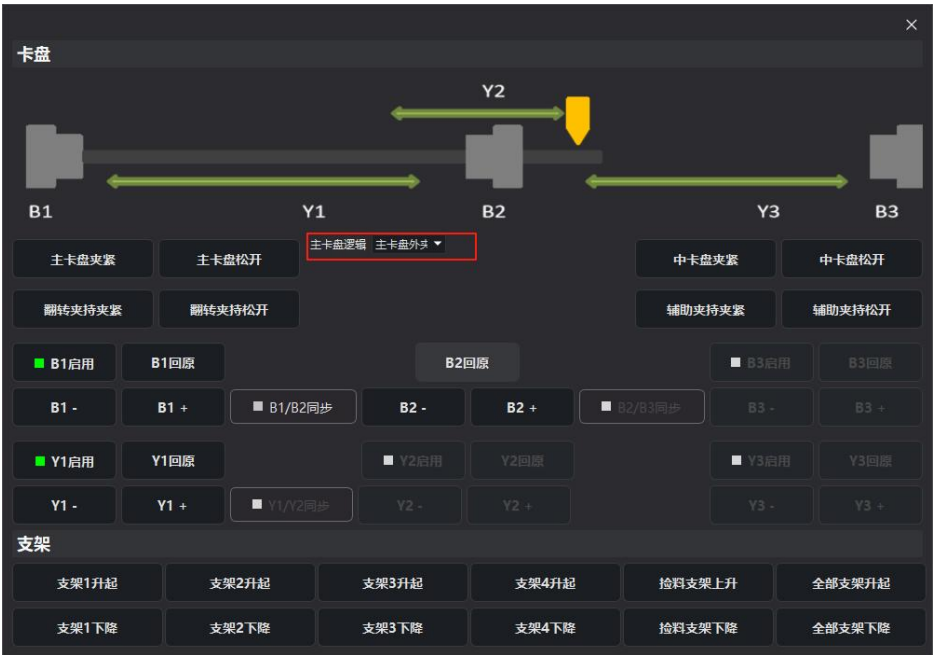 ×
卡盘
Y2
B1 Y1 B2 Y3 B3
主卡盘夹紧 主卡盘松开 主卡盘逻辑 主卡盘外夹 中卡盘夹紧 中卡盘松开
翻转夹持夹紧 翻转夹持松开 辅助夹持夹紧 辅助夹持松开
B1启用 B1回原 B2回原 B3启用 B3回原
B1 - B1 + B1/B2同步 B2 - B2 + B2/B3同步 B3 - B3 +
Y1启用 Y1回原 Y2启用 Y2回原 Y3启用 Y3回原
Y1 - Y1 + Y1/Y2同步 Y2 - Y2 + Y3 - Y3 +
支架
支架1升起 支架2升起 支架3升起 支架4升起 捡料支架上升 全部支架升起
支架1下降 支架2下降 支架3下降 支架4下降 捡料支架下降 全部支架下降